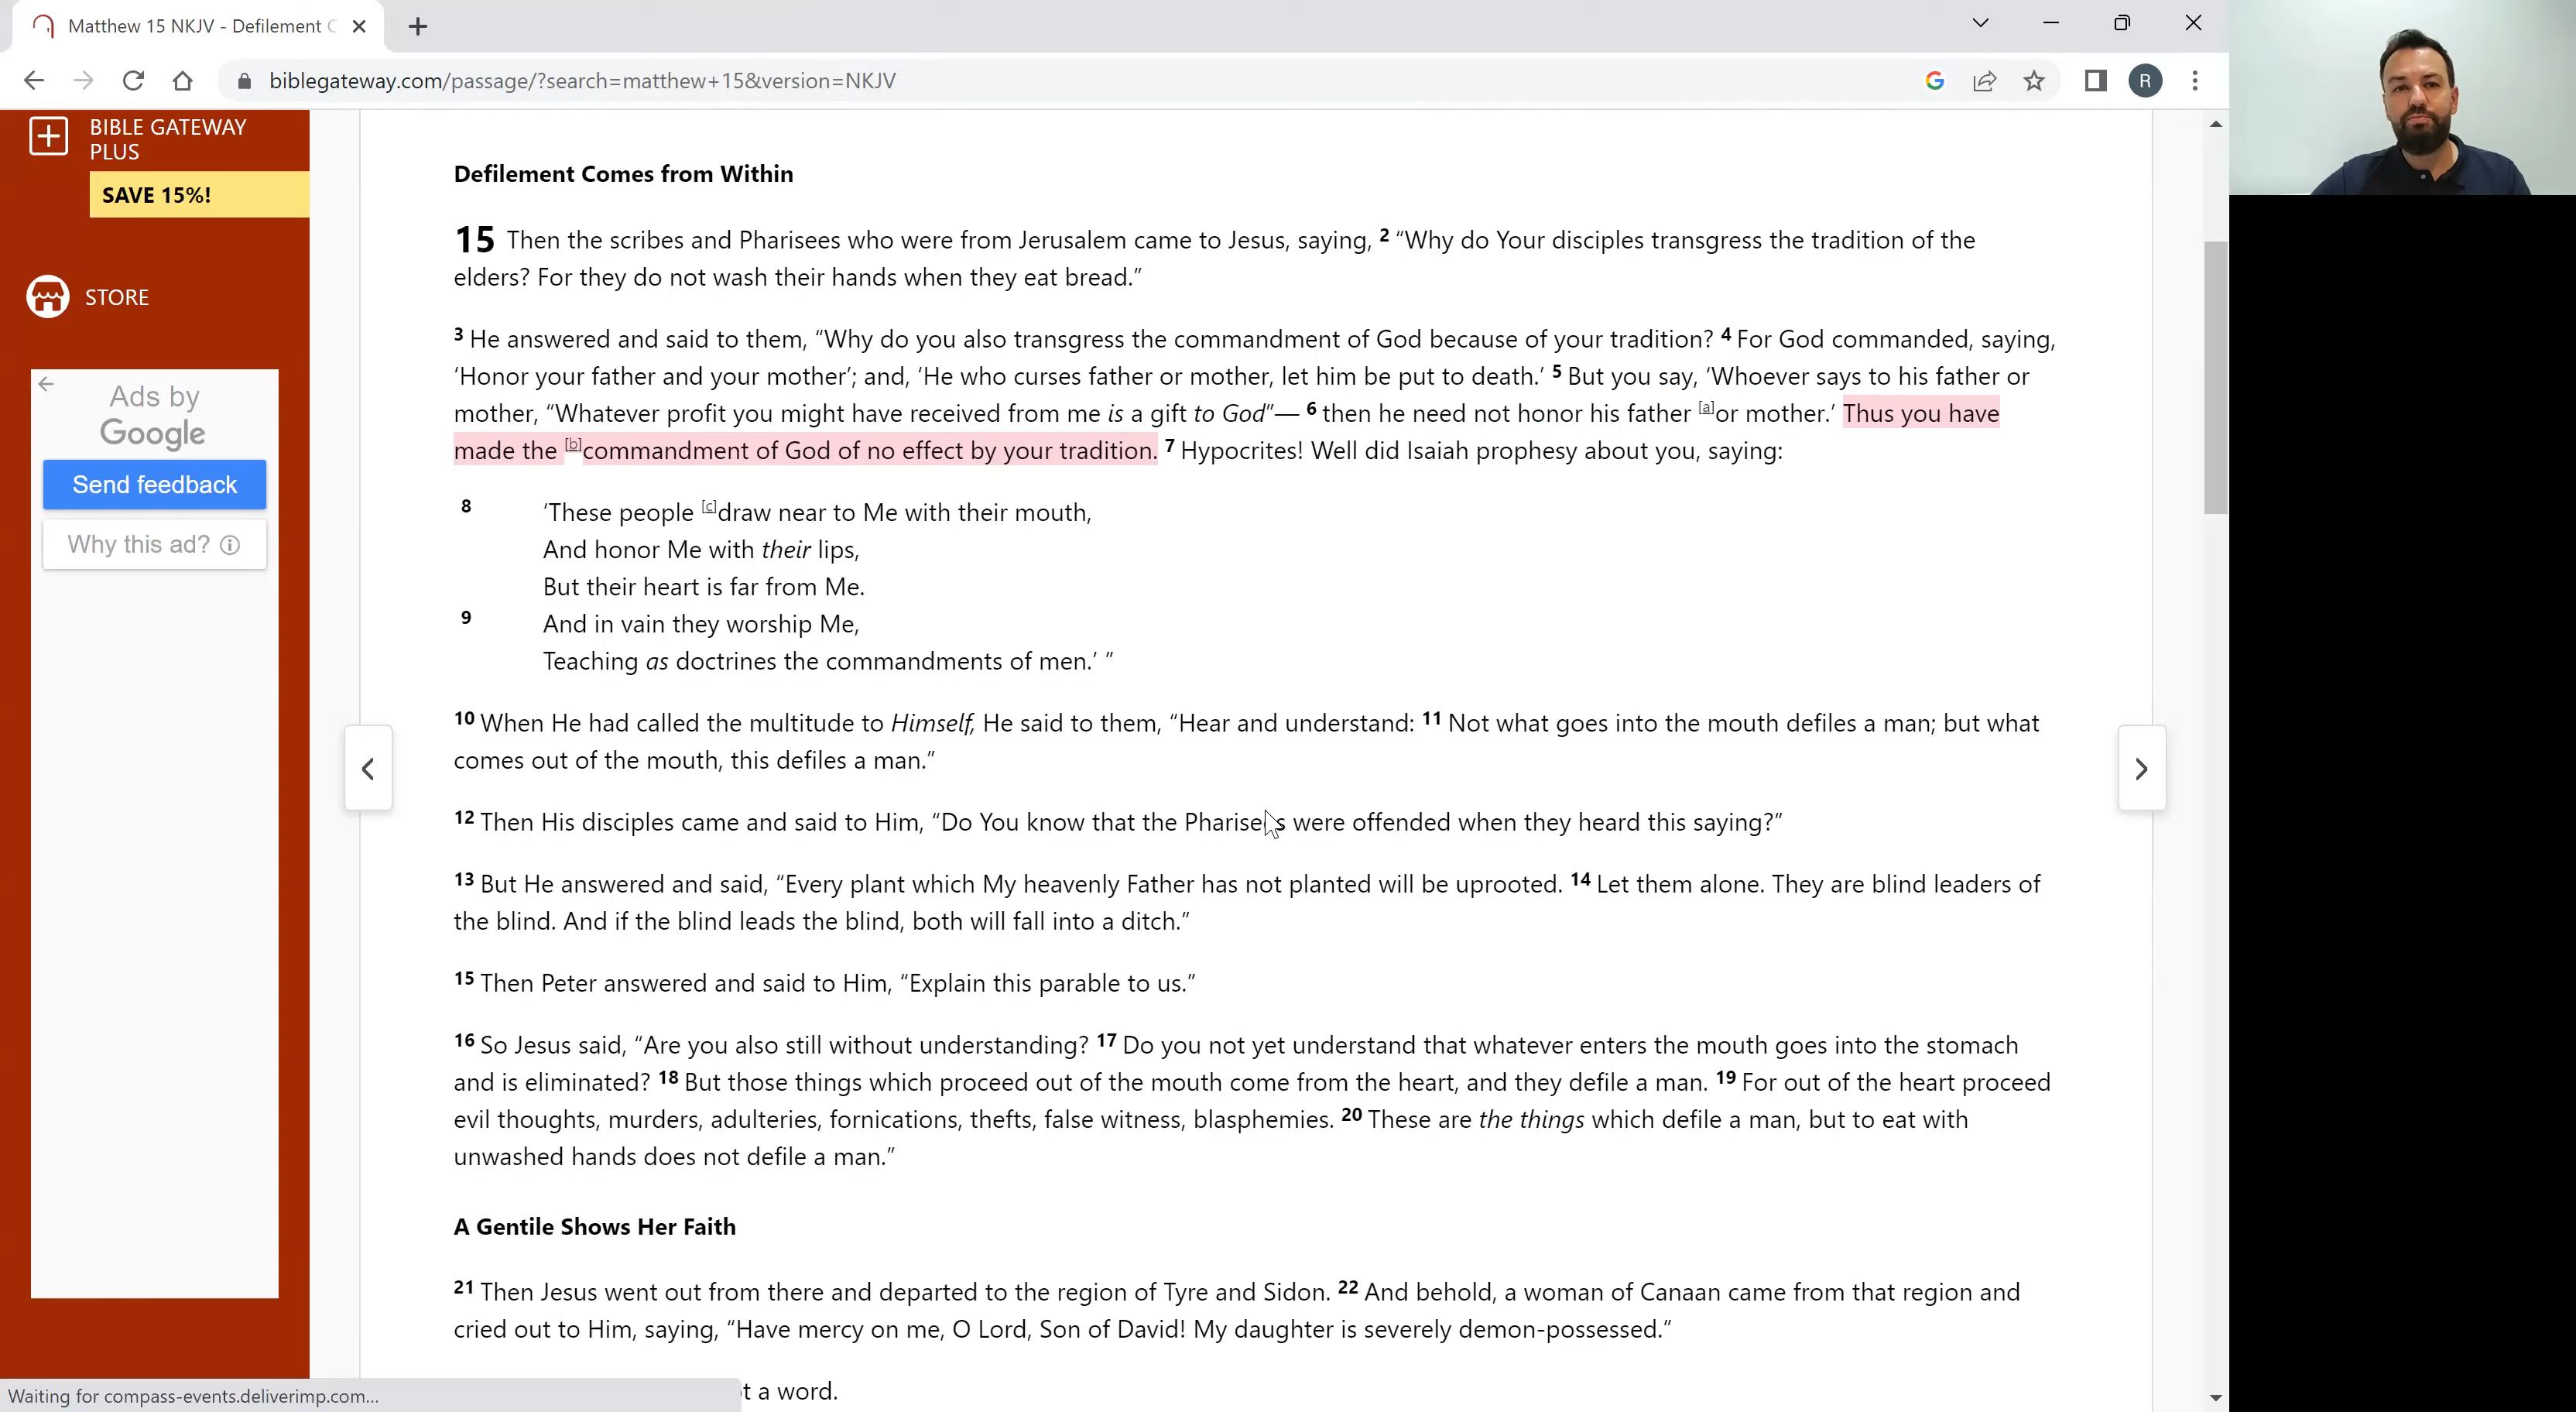 Matthew 15 NKJV - Defilement C
biblegateway.com/passage/?search=matthew+15&version=NKJV
R
BIBLE GATEWAY
PLUS
SAVE 15%!
STORE
Ads by
Google
Send feedback
Why this ad?
Defilement Comes from Within
15 Then the scribes and Pharisees who were from Jerusalem came to Jesus, saying, 2 “Why do Your disciples transgress the tradition of the
elders? For they do not wash their hands when they eat bread.”
3 He answered and said to them, “Why do you also transgress the commandment of God because of your tradition? 4 For God commanded, saying,
‘Honor your father and your mother’; and, ‘He who curses father or mother, let him be put to death.’ 5 But you say, ‘Whoever says to his father or
mother, “Whatever profit you might have received from me is a gift to God”— 6 then he need not honor his father [a]or mother.’ Thus you have
made the [b]commandment of God of no effect by your tradition. 7 Hypocrites! Well did Isaiah prophesy about you, saying:
8 ‘These people [c]draw near to Me with their mouth,
And honor Me with their lips,
But their heart is far from Me.
9 And in vain they worship Me,
Teaching as doctrines the commandments of men.’ ”
10 When He had called the multitude to Himself, He said to them, “Hear and understand: 11 Not what goes into the mouth defiles a man; but what
comes out of the mouth, this defiles a man.”
12 Then His disciples came and said to Him, “Do You know that the Pharisees were offended when they heard this saying?”
13 But He answered and said, “Every plant which My heavenly Father has not planted will be uprooted. 14 Let them alone. They are blind leaders of
the blind. And if the blind leads the blind, both will fall into a ditch.”
15 Then Peter answered and said to Him, “Explain this parable to us.”
16 So Jesus said, “Are you also still without understanding? 17 Do you not yet understand that whatever enters the mouth goes into the stomach
and is eliminated? 18 But those things which proceed out of the mouth come from the heart, and they defile a man. 19 For out of the heart proceed
evil thoughts, murders, adulteries, fornications, thefts, false witness, blasphemies. 20 These are the things which defile a man, but to eat with
unwashed hands does not defile a man.”
A Gentile Shows Her Faith
21 Then Jesus went out from there and departed to the region of Tyre and Sidon. 22 And behold, a woman of Canaan came from that region and
cried out to Him, saying, “Have mercy on me, O Lord, Son of David! My daughter is severely demon-possessed.”
t a word.
Waiting for compass-events.deliverimp.com...